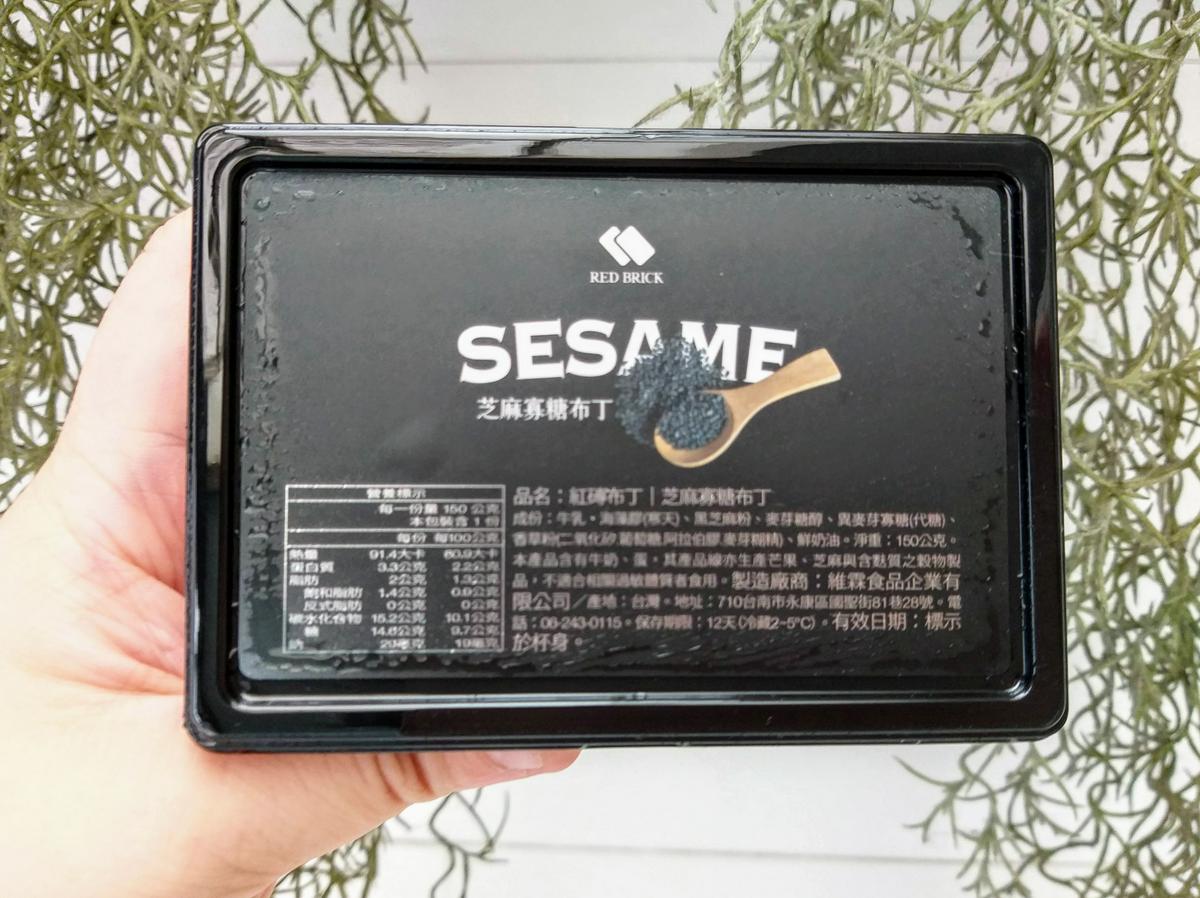 RED BRICK
SESAME
芝麻寡糖布丁
營養標示
每一份量 150 公克
本包裝含 1 份
每份 每100公克
熱量 91.4大卡 60.9大卡
蛋白質 3.3公克 2.2公克
脂肪 2公克 1.3公克
飽和脂肪 1.4公克 0.9公克
反式脂肪 0公克 0公克
碳水化合物 15.2公克 10.1公克
糖 14.6公克 9.7公克
鈉 29毫克 19毫克
品名：紅磚布丁｜芝麻寡糖布丁
成份：牛乳、海藻膠(寒天)、黑芝麻粉、麥芽糖醇、異麥芽寡糖(代糖)、
香草粉(二氧化矽.葡萄糖.阿拉伯膠.麥芽糊精)、鮮奶油。淨重：150公克。
本產品含有牛奶、蛋，其產品線亦生產芒果、芝麻與含麩質之穀物製
品，不適合相關過敏體質者食用。製造廠商：維霖食品企業有
限公司／產地：台灣。地址：710台南市永康區國聖街81巷28號。電
話：06-243-0115。保存期限：12天(冷藏2~5°C)。有效日期：標示
於杯身。